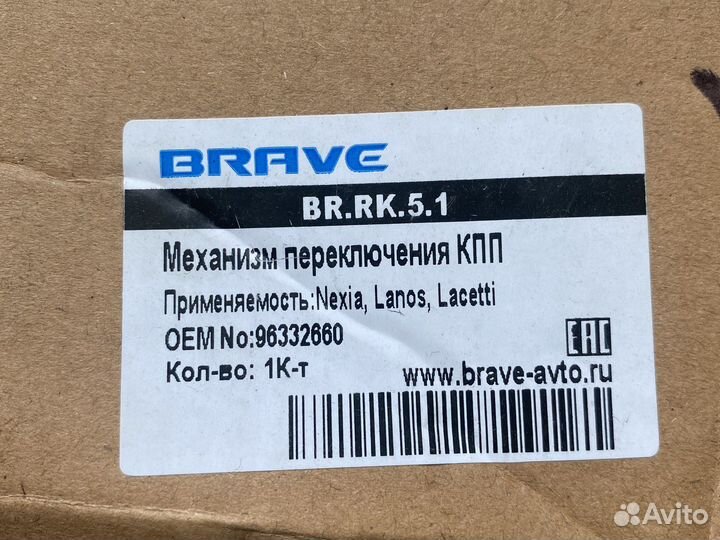 BRAVE
BR.RK.5.1
Механизм переключения КПП
Применяемость:Nexia, Lanos, Lacetti
OEM No:96332660
EAC
Кол-во: 1К-т
www.brave-avto.ru
Avito